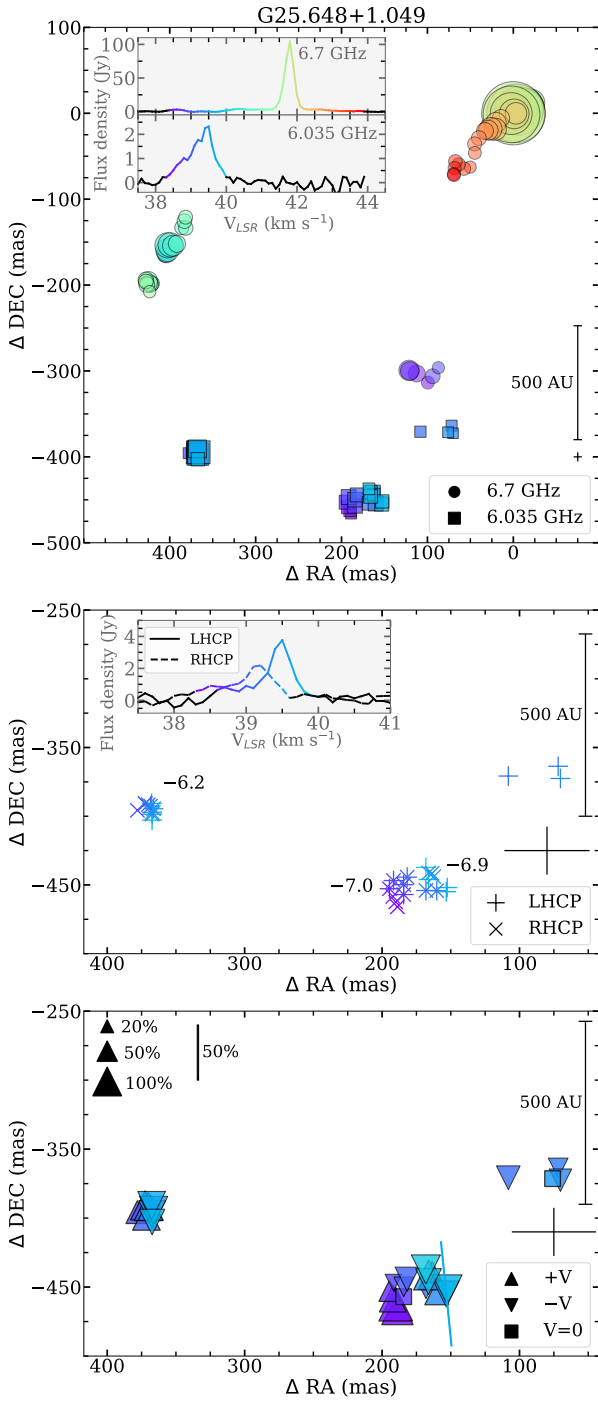 G25.648+1.049
100
50
0
Flux density (Jy)
6.7 GHz
2
1
0
6.035 GHz
38
40
42
44
V_LSR (km s⁻¹)
100
0
−100
−200
−300
−400
−500
Δ DEC (mas)
500 AU
6.7 GHz
6.035 GHz
400
300
200
100
0
Δ RA (mas)
4
2
0
Flux density (Jy)
LHCP
RHCP
38
39
40
41
V_LSR (km s⁻¹)
−250
−350
−450
Δ DEC (mas)
500 AU
−6.2
−7.0
−6.9
LHCP
RHCP
400
300
200
100
Δ RA (mas)
−250
−350
−450
Δ DEC (mas)
20%
50%
100%
50%
500 AU
+V
−V
V=0
400
300
200
100
Δ RA (mas)